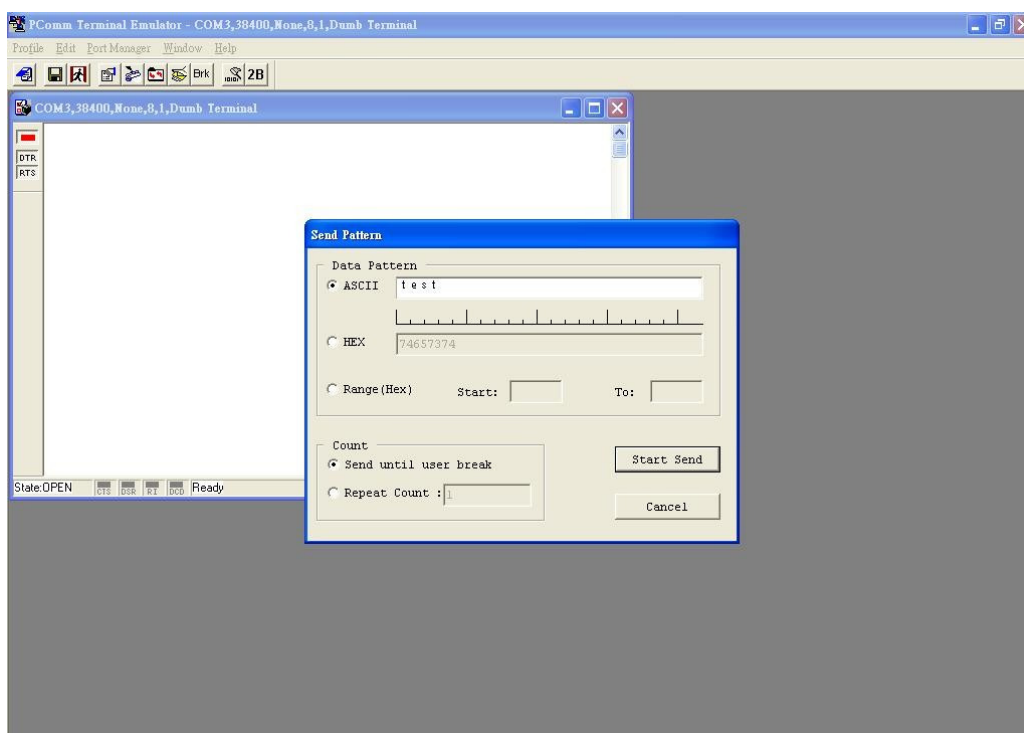 PComm Terminal Emulator - COM3,38400,None,8,1,Dumb Terminal
Profile Edit Port Manager Window Help
Brk 2B
COM3,38400,None,8,1,Dumb Terminal
DTR
RTS
Send Pattern
Data Pattern
ASCII test
HEX 74657374
Range(Hex) Start: To:
Count
Send until user break
Start Send
Repeat Count : 1
Cancel
State:OPEN CTS DSR RI DCD Ready